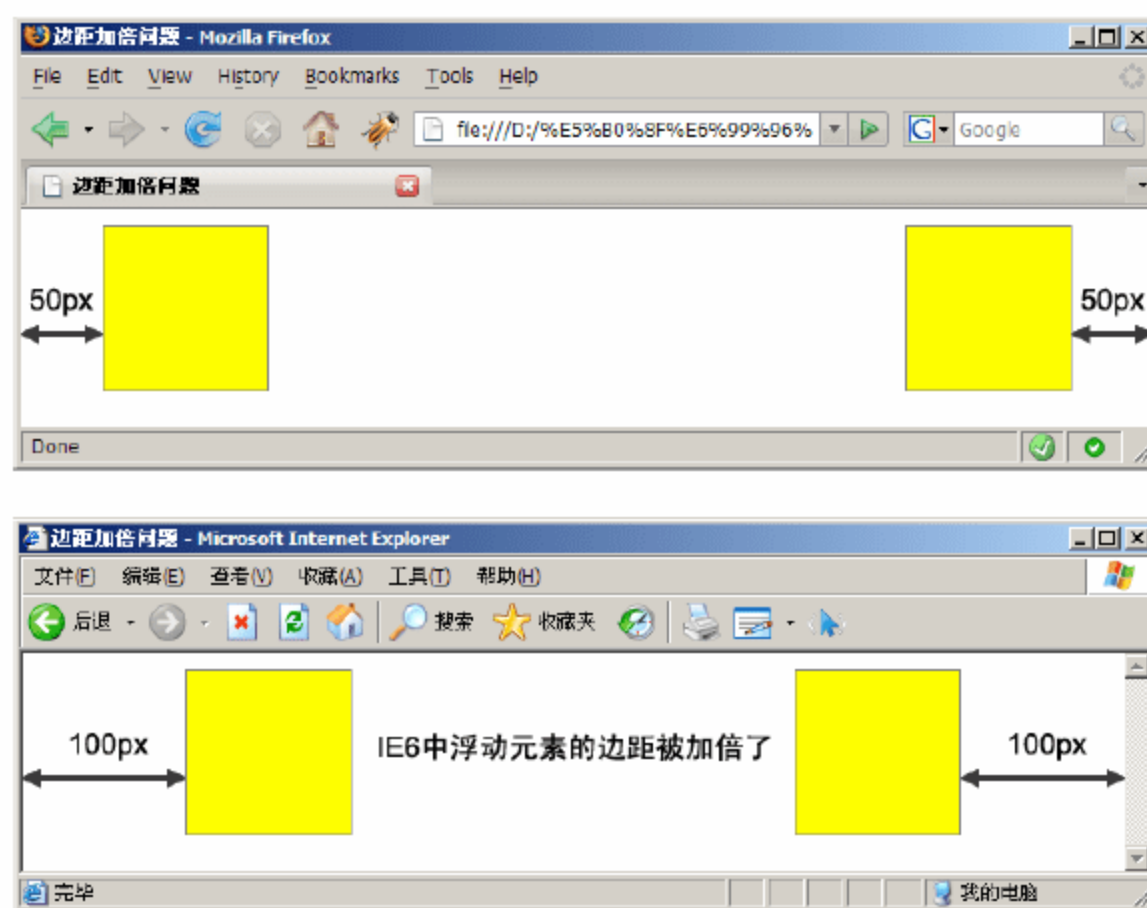 边距加倍问题 - Mozilla Firefox
File Edit View History Bookmarks Tools Help
file:///D:/%E5%B0%8F%E6%99%96% Google
边距加倍问题
50px 50px
Done
边距加倍问题 - Microsoft Internet Explorer
文件(F) 编辑(E) 查看(V) 收藏(A) 工具(T) 帮助(H)
后退 搜索 收藏夹
100px IE6中浮动元素的边距被加倍了 100px
完毕 我的电脑